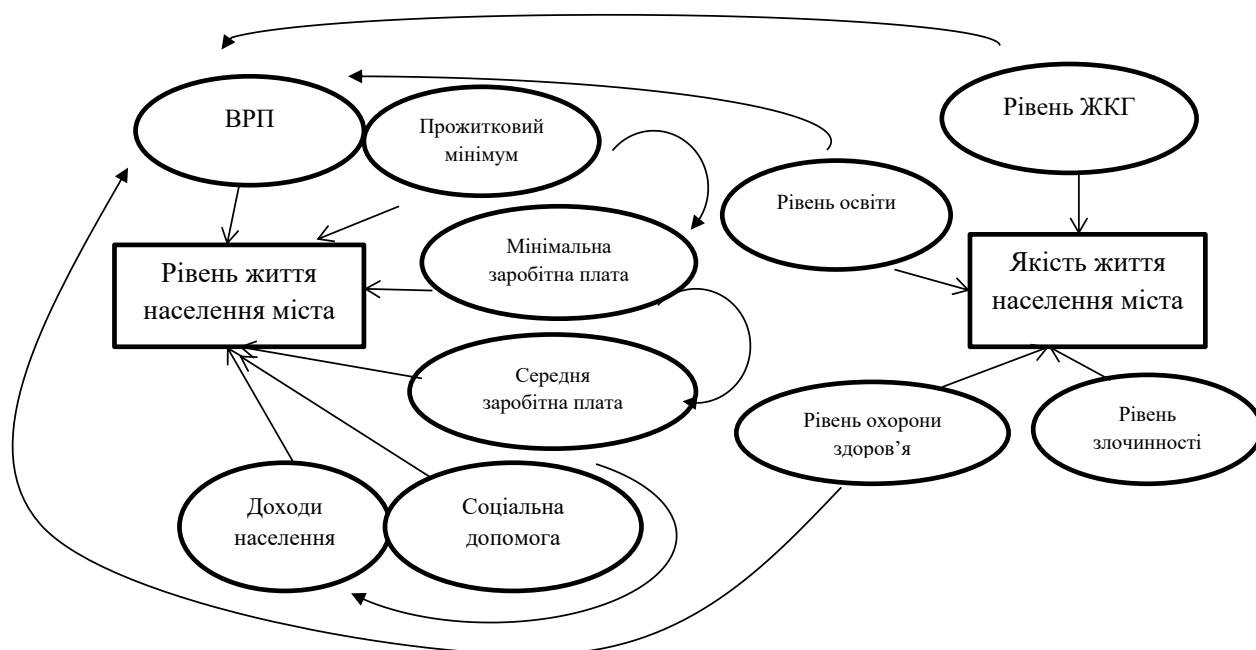 ВРП
Прожитковий
мінімум
Рівень ЖКГ
Рівень освіти
Мінімальна
заробітна плата
Рівень життя
населення міста
Якість життя
населення міста
Середня
заробітна плата
Рівень охорони
здоров’я
Рівень
злочинності
Доходи
населення
Соціальна
допомога